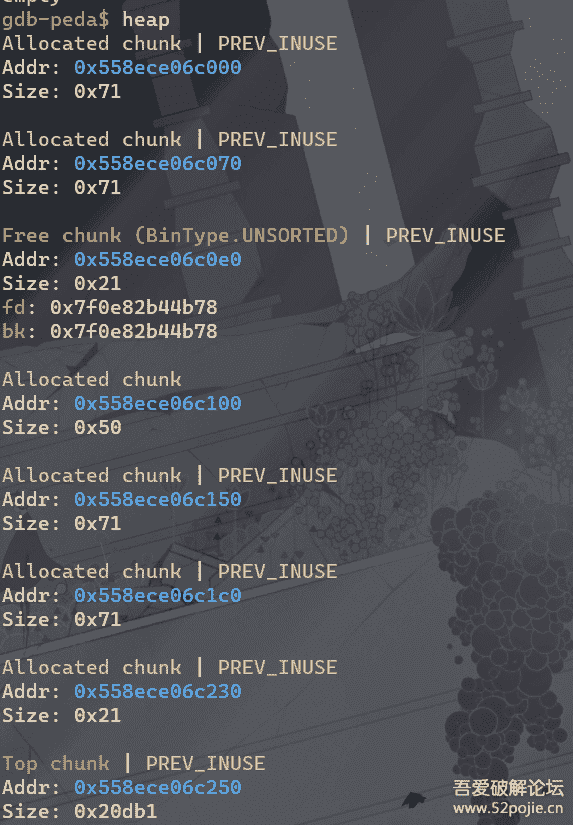 empty
gdb-peda$ heap
Allocated chunk | PREV_INUSE
Addr: 0x558ece06c000
Size: 0x71
Allocated chunk | PREV_INUSE
Addr: 0x558ece06c070
Size: 0x71
Free chunk (BinType.UNSORTED) | PREV_INUSE
Addr: 0x558ece06c0e0
Size: 0x21
fd: 0x7f0e82b44b78
bk: 0x7f0e82b44b78
Allocated chunk
Addr: 0x558ece06c100
Size: 0x50
Allocated chunk | PREV_INUSE
Addr: 0x558ece06c150
Size: 0x71
Allocated chunk | PREV_INUSE
Addr: 0x558ece06c1c0
Size: 0x71
Allocated chunk | PREV_INUSE
Addr: 0x558ece06c230
Size: 0x21
Top chunk | PREV_INUSE
Addr: 0x558ece06c250
Size: 0x20db1
吾爱破解论坛
www.52pojie.cn